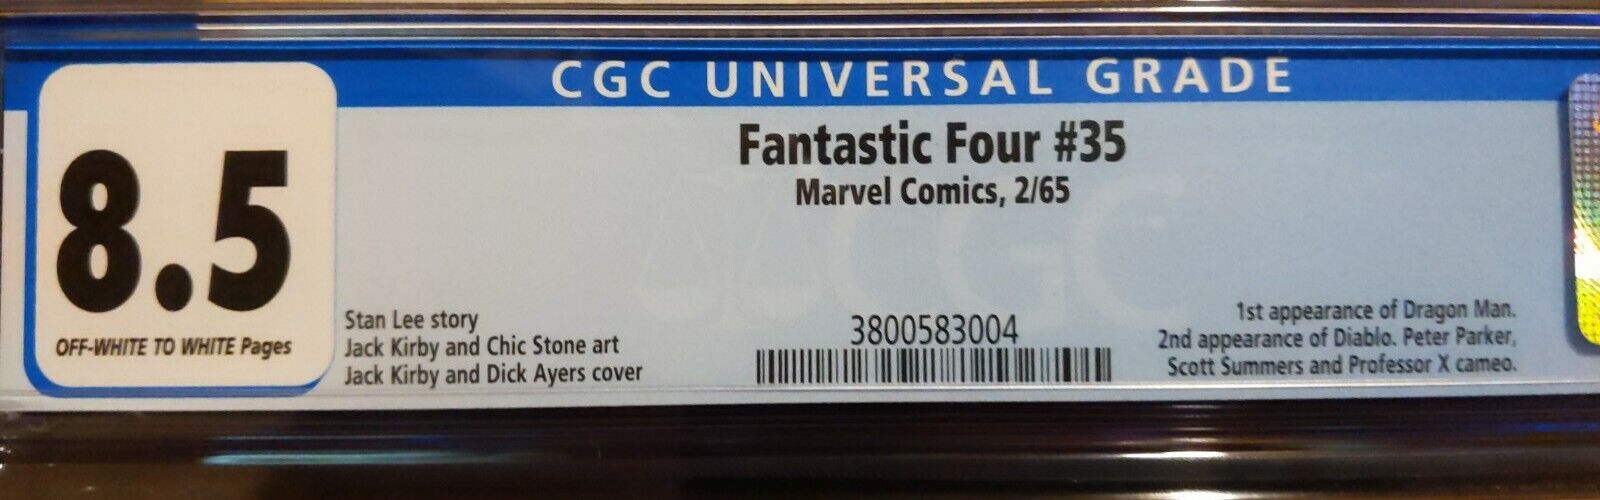 CGC UNIVERSAL GRADE
8.5
OFF-WHITE TO WHITE Pages
Fantastic Four #35
Marvel Comics, 2/65
CGC
Stan Lee story
Jack Kirby and Chic Stone art
Jack Kirby and Dick Ayers cover
3800583004
1st appearance of Dragon Man.
2nd appearance of Diablo. Peter Parker,
Scott Summers and Professor X cameo.